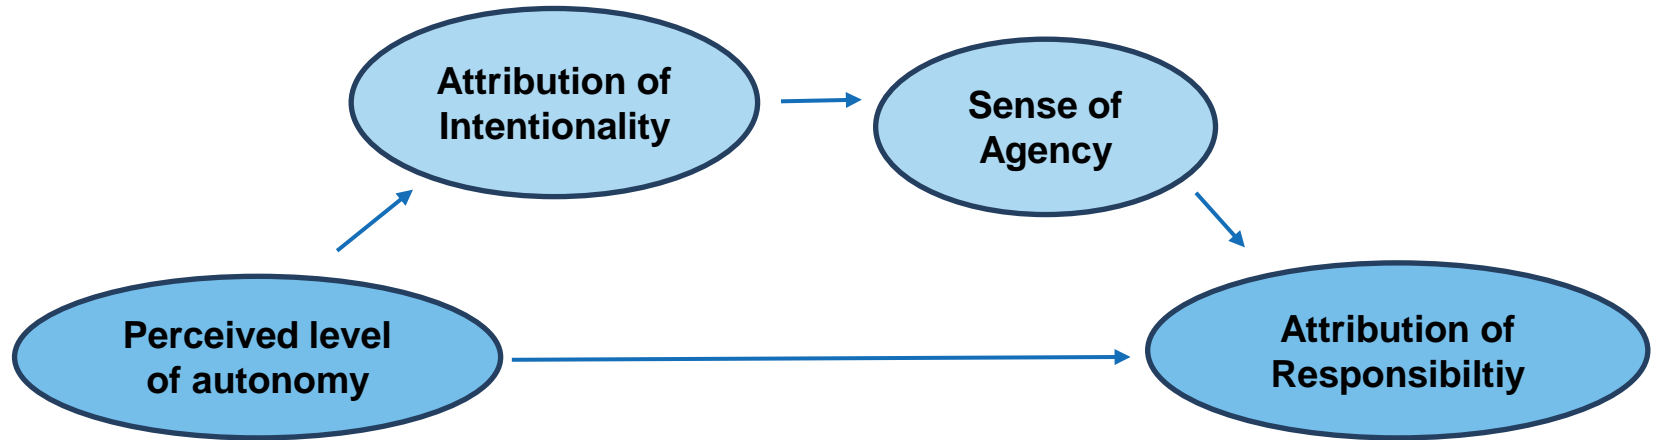 Attribution of
Intentionality
Sense of
Agency
Perceived level
of autonomy
Attribution of
Responsibiltiy